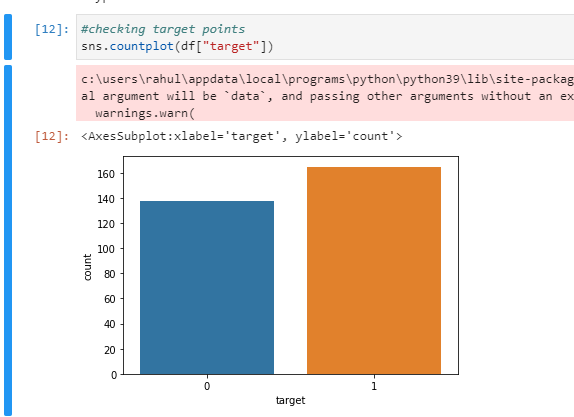 [12]: #checking target points
sns.countplot(df["target"])
c:\users\rahul\appdata\local\programs\python\python39\lib\site-packag
al argument will be `data`, and passing other arguments without an ex
warnings.warn(
[12]: <AxesSubplot:xlabel='target', ylabel='count'>
160
140
120
100
80
60
40
20
0
count
0 1
target